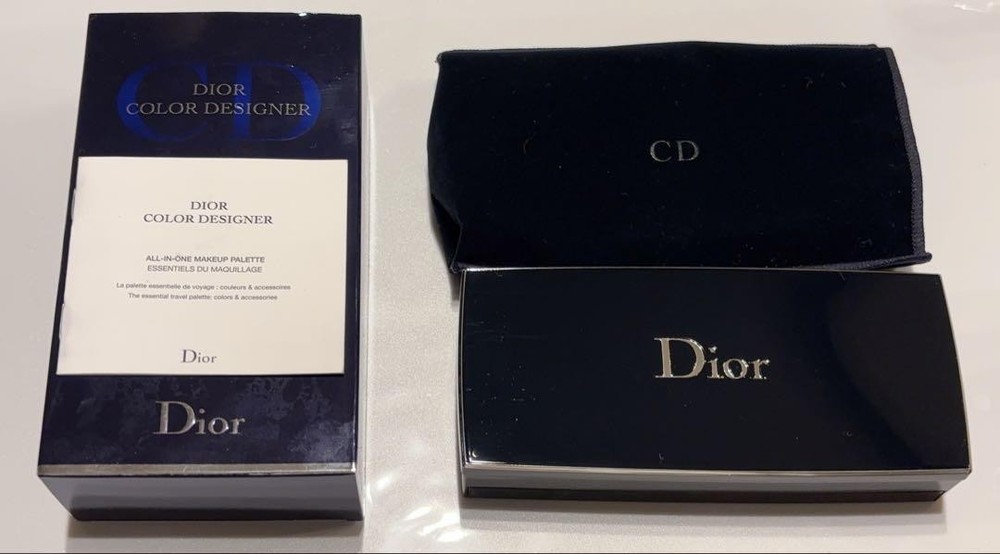 CD
DIOR
COLOR DESIGNER
DIOR
COLOR DESIGNER
ALL-IN-ÔNE MAKEUP PALETTE
ESSENTIELS DU MAQUILLAGE
La palette essentielle de voyage : couleurs & accessoires
The essential travel palette: colors & accessories
Dior
Dior
CD
Dior